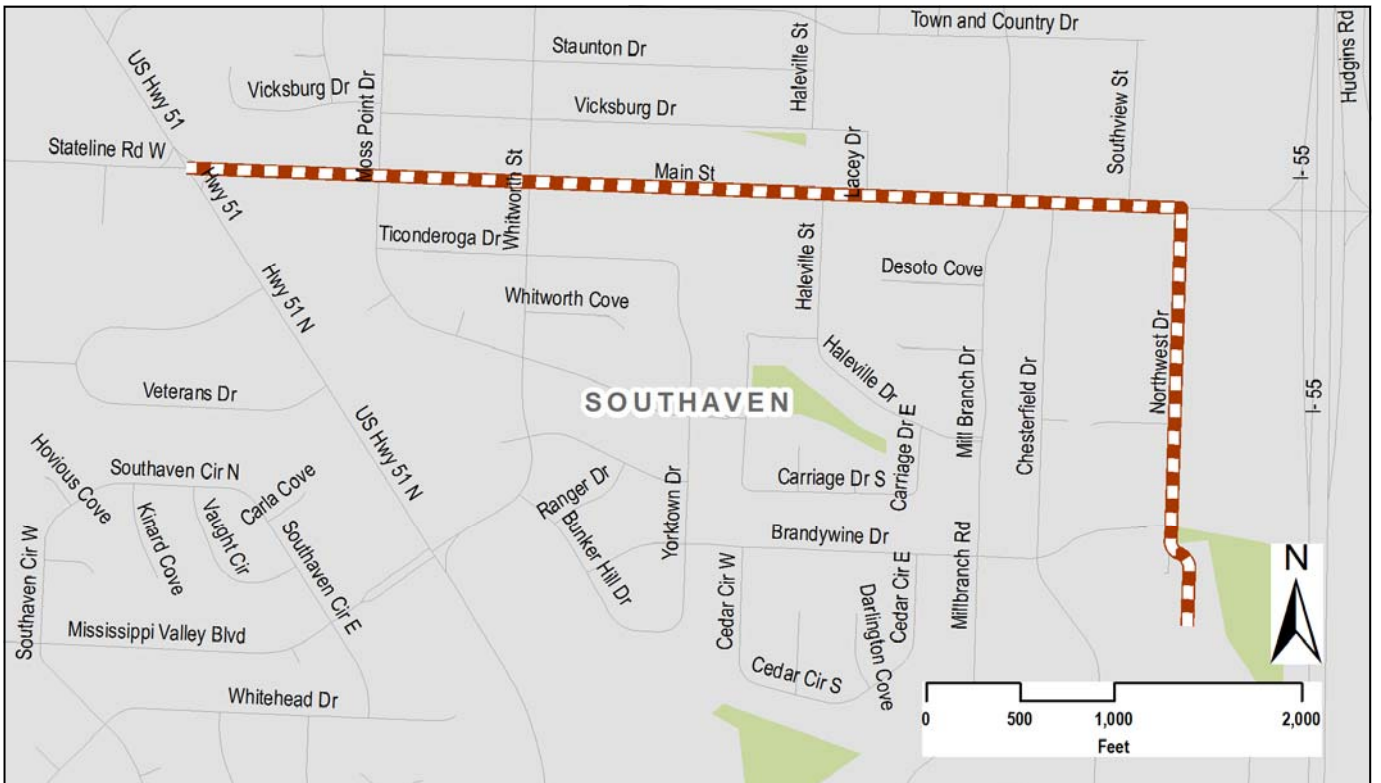 Town and Country Dr
Hudgins Rd
Staunton Dr
Haleville St
US Hwy 51
Vicksburg Dr
Moss Point Dr
Vicksburg Dr
Southview St
Stateline Rd W
Whitworth St
Main St
Lacey Dr
I- 55
Hwy 51
Ticonderoga Dr
Haleville St
Desoto Cove
Hwy 51 N
Whitworth Cove
Haleville Dr
Mill Branch Dr
Chesterfield Dr
Northwest Dr
I- 55
Veterans Dr
SOUTHAVEN
US Hwy 51 N
Carriage Dr E
Hovious Cove
Southaven Cir N
Carla Cove
Ranger Dr
Carriage Dr S
Kinard Cove
Vaught Cir
Bunker Hill Dr
Yorktown Dr
Brandywine Dr
Southaven Cir W
Southaven Cir E
Cedar Cir W
Cedar Cir E
Millbranch Rd
N
Mississippi Valley Blvd
Darlington Cove
Cedar Cir S
Whitehead Dr
0 500 1,000 2,000
Feet